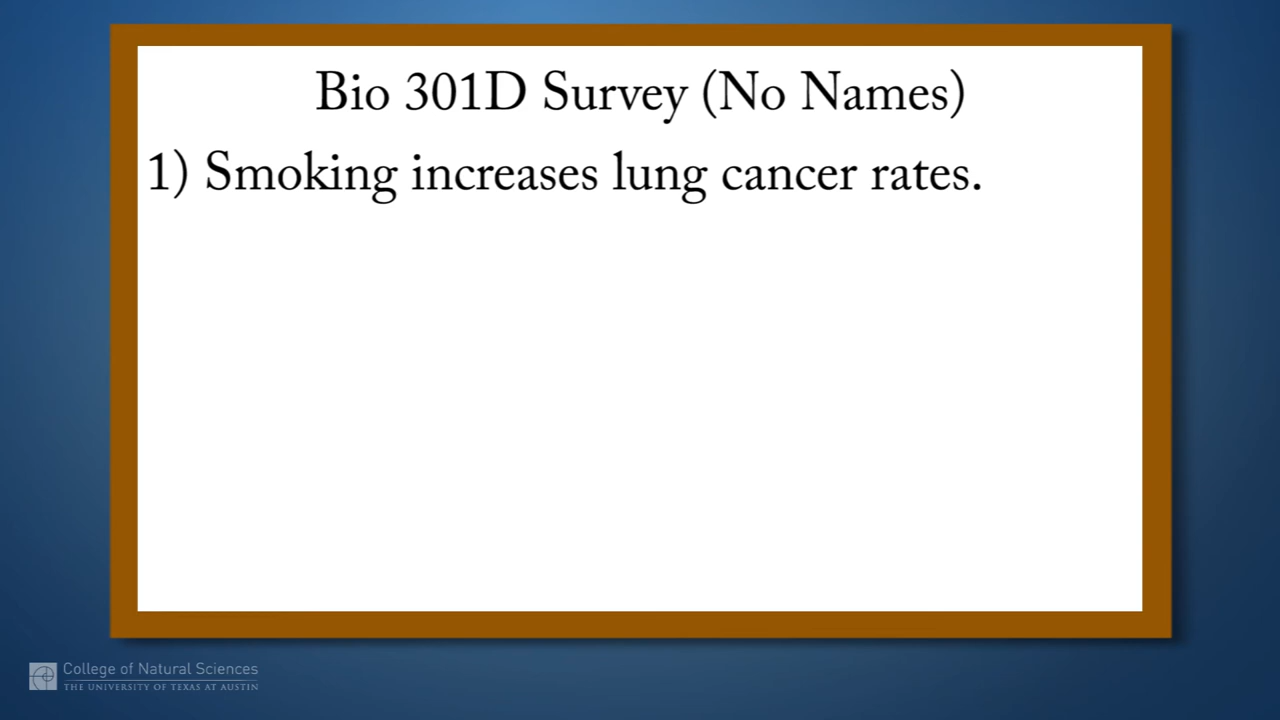 Bio 301D Survey (No Names)
1) Smoking increases lung cancer rates.
College of Natural Sciences
THE UNIVERSITY OF TEXAS AT AUSTIN